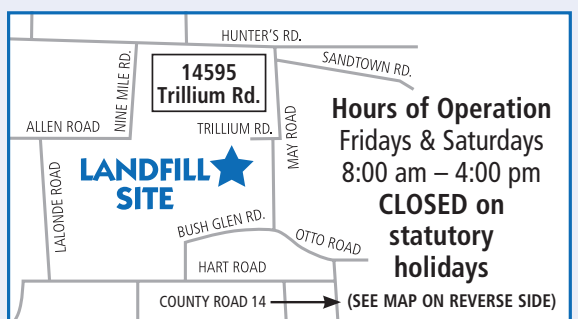 HUNTER'S RD.
SANDTOWN RD.
NINE MILE RD.
14595
Trillium Rd.
ALLEN ROAD
TRILLIUM RD.
MAY ROAD
LALONDE ROAD
LANDFILL
SITE
BUSH GLEN RD.
OTTO ROAD
HART ROAD
COUNTY ROAD 14
Hours of Operation
Fridays & Saturdays
8:00 am – 4:00 pm
CLOSED on
statutory
holidays
(SEE MAP ON REVERSE SIDE)